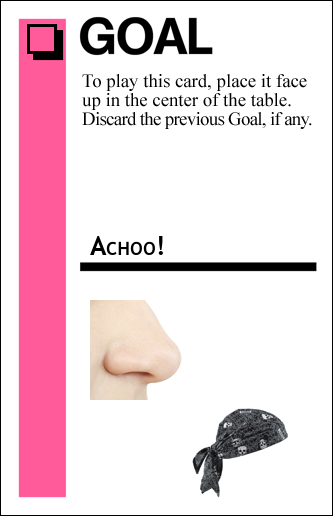 GOAL
To play this card, place it face
up in the center of the table.
Discard the previous Goal, if any.
ACHOO!